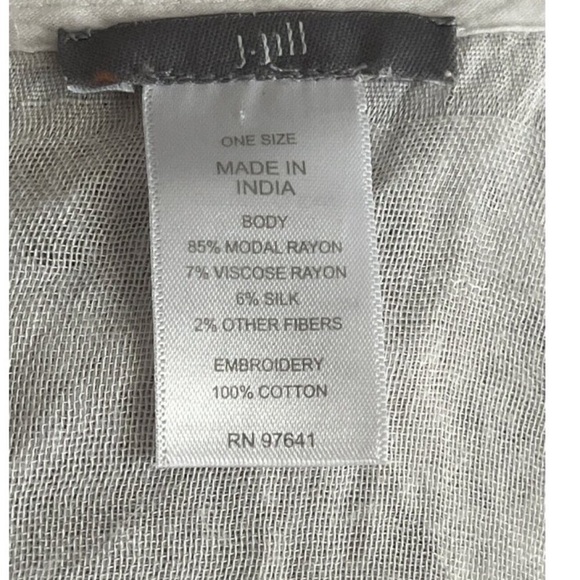 J.Jill
ONE SIZE
MADE IN
INDIA
BODY
85% MODAL RAYON
7% VISCOSE RAYON
6% SILK
2% OTHER FIBERS
EMBROIDERY
100% COTTON
RN 97641